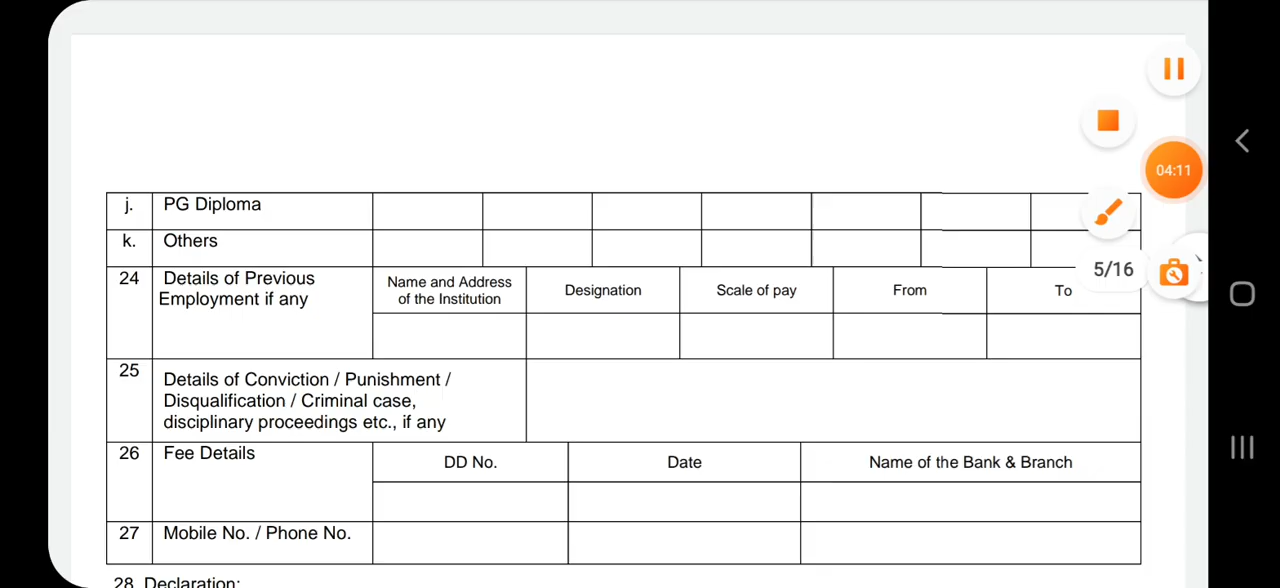 j. PG Diploma
k. Others
24 Details of Previous Employment if any
Name and Address of the Institution
Designation
Scale of pay
From
To
25 Details of Conviction / Punishment /
Disqualification / Criminal case,
disciplinary proceedings etc., if any
26 Fee Details
DD No.
Date
Name of the Bank & Branch
27 Mobile No. / Phone No.
28. Declaration:
04:11
5/16